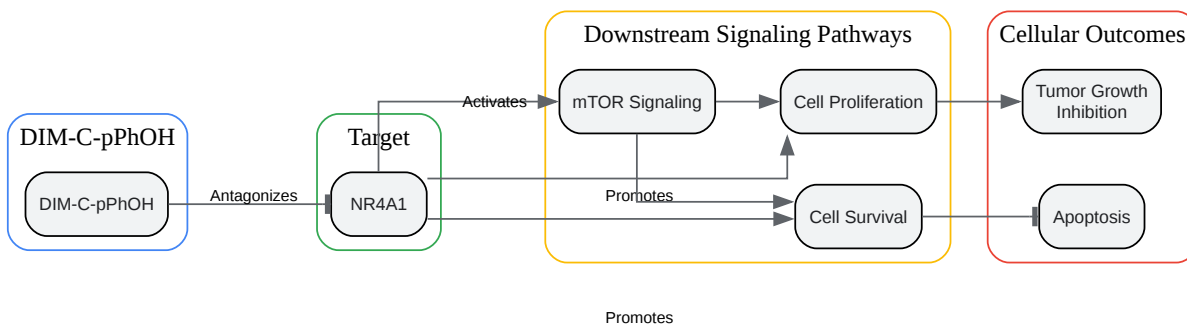 Downstream Signaling Pathways
Cellular Outcomes
mTOR Signaling
Cell Proliferation
Tumor Growth
Inhibition
Activates
DIM-C-pPhOH
Target
DIM-C-pPhOH
Antagonizes
NR4A1
Promotes
Cell Survival
Apoptosis
Promotes